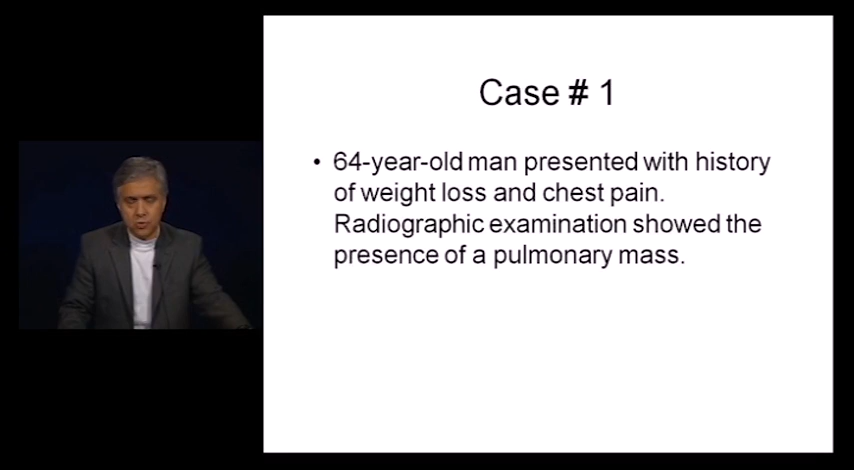 Case # 1
• 64-year-old man presented with history
of weight loss and chest pain.
Radiographic examination showed the
presence of a pulmonary mass.